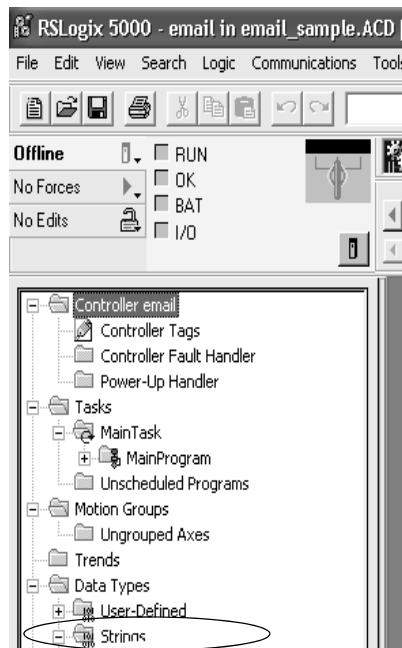 RSLogix 5000 - email in email_sample.ACD [
File Edit View Search Logic Communications Tools
Offline
RUN
No Forces
OK
No Edits
BAT
I/O
Controller email
Controller Tags
Controller Fault Handler
Power-Up Handler
Tasks
MainTask
MainProgram
Unscheduled Programs
Motion Groups
Ungrouped Axes
Trends
Data Types
User-Defined
Strings